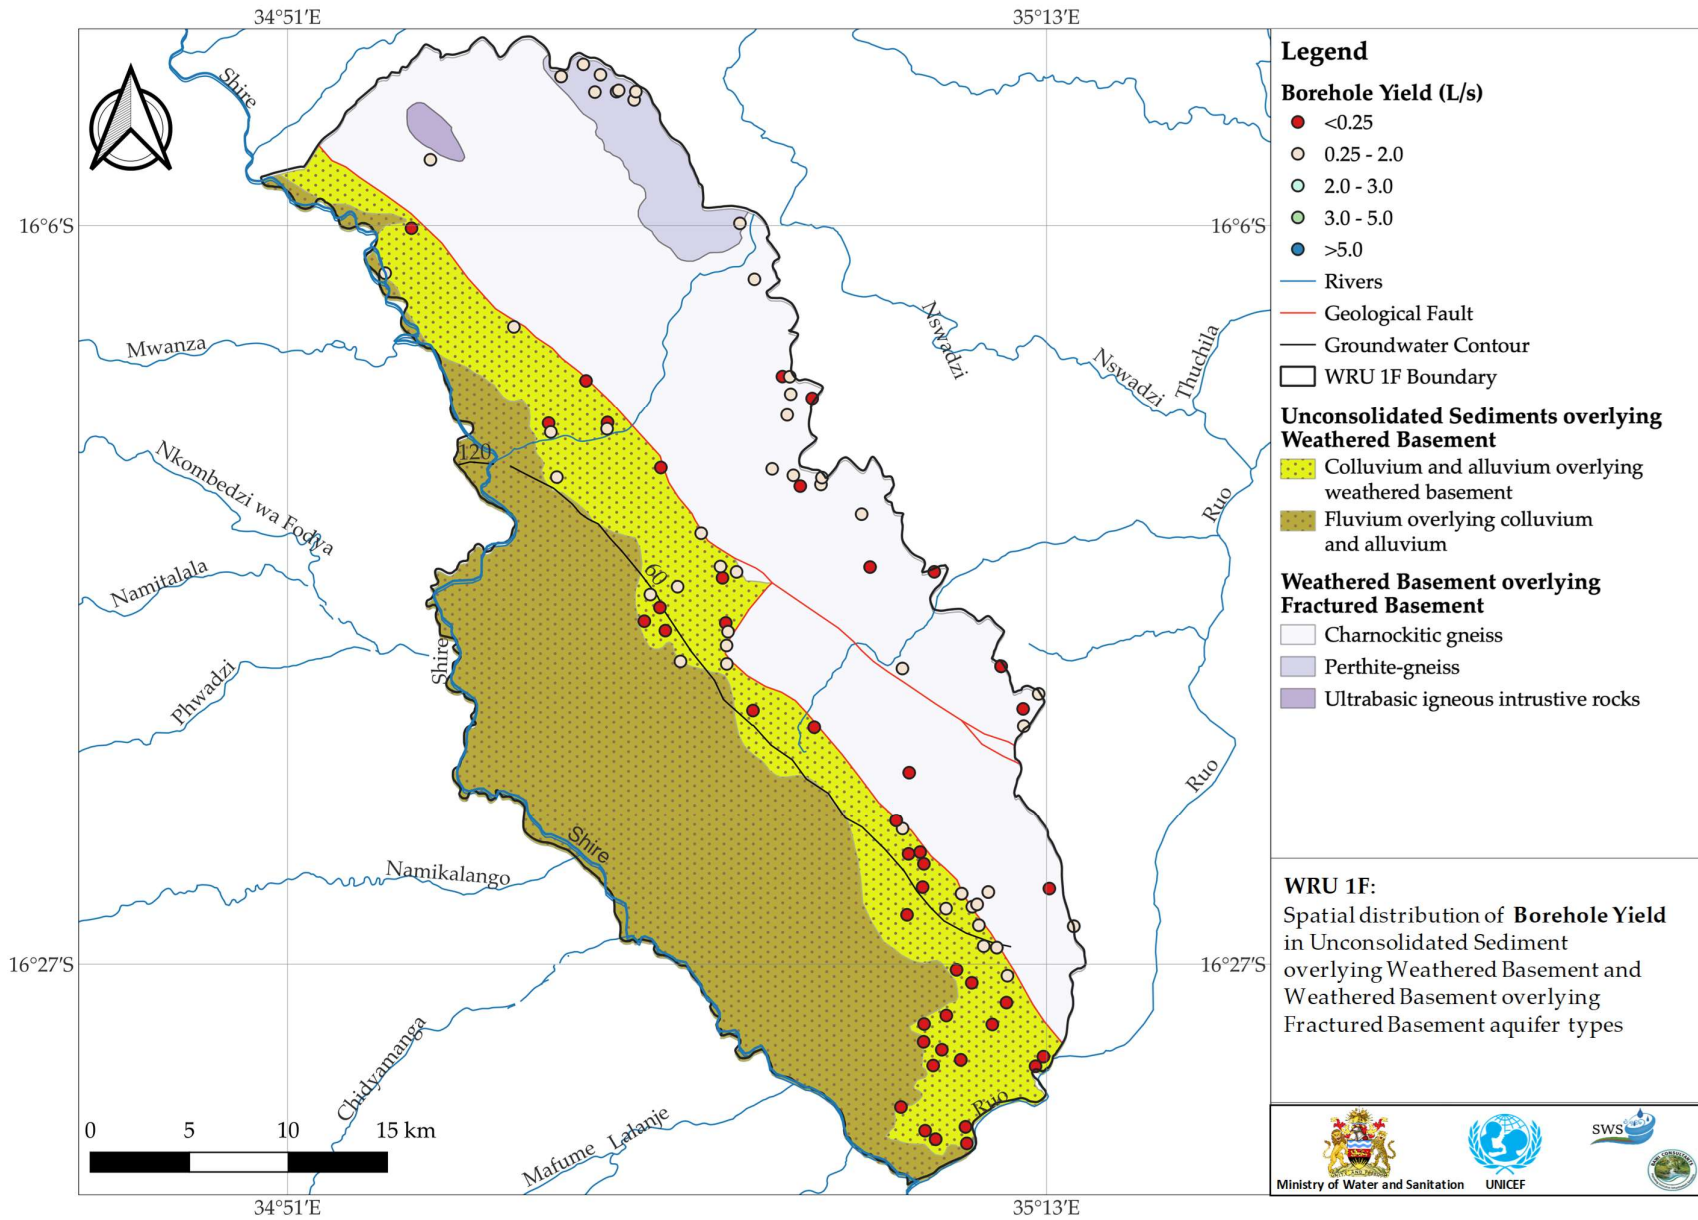 34°51'E
35°13'E
Shire
16°6'S
16°6'S
Mwanza
Nswadzi
Nswadzi
Thuchila
120
Nkombedzi wa Fodya
Ruo
60
Namitalala
Shire
Phwadzi
Ruo
Shire
Namikalango
16°27'S
16°27'S
Chidyamanga
Ruo
Mafume Lalanje
0 5 10 15 km
34°51'E
35°13'E
Legend
Borehole Yield (L/s)
<0.25
0.25 - 2.0
2.0 - 3.0
3.0 - 5.0
>5.0
Rivers
Geological Fault
Groundwater Contour
WRU 1F Boundary
Unconsolidated Sediments overlying
Weathered Basement
Colluvium and alluvium overlying
weathered basement
Fluvium overlying colluvium
and alluvium
Weathered Basement overlying
Fractured Basement
Charnockitic gneiss
Perthite-gneiss
Ultrabasic igneous intrustive rocks
WRU 1F:
Spatial distribution of Borehole Yield
in Unconsolidated Sediment
overlying Weathered Basement and
Weathered Basement overlying
Fractured Basement aquifer types
Ministry of Water and Sanitation
UNICEF
sws